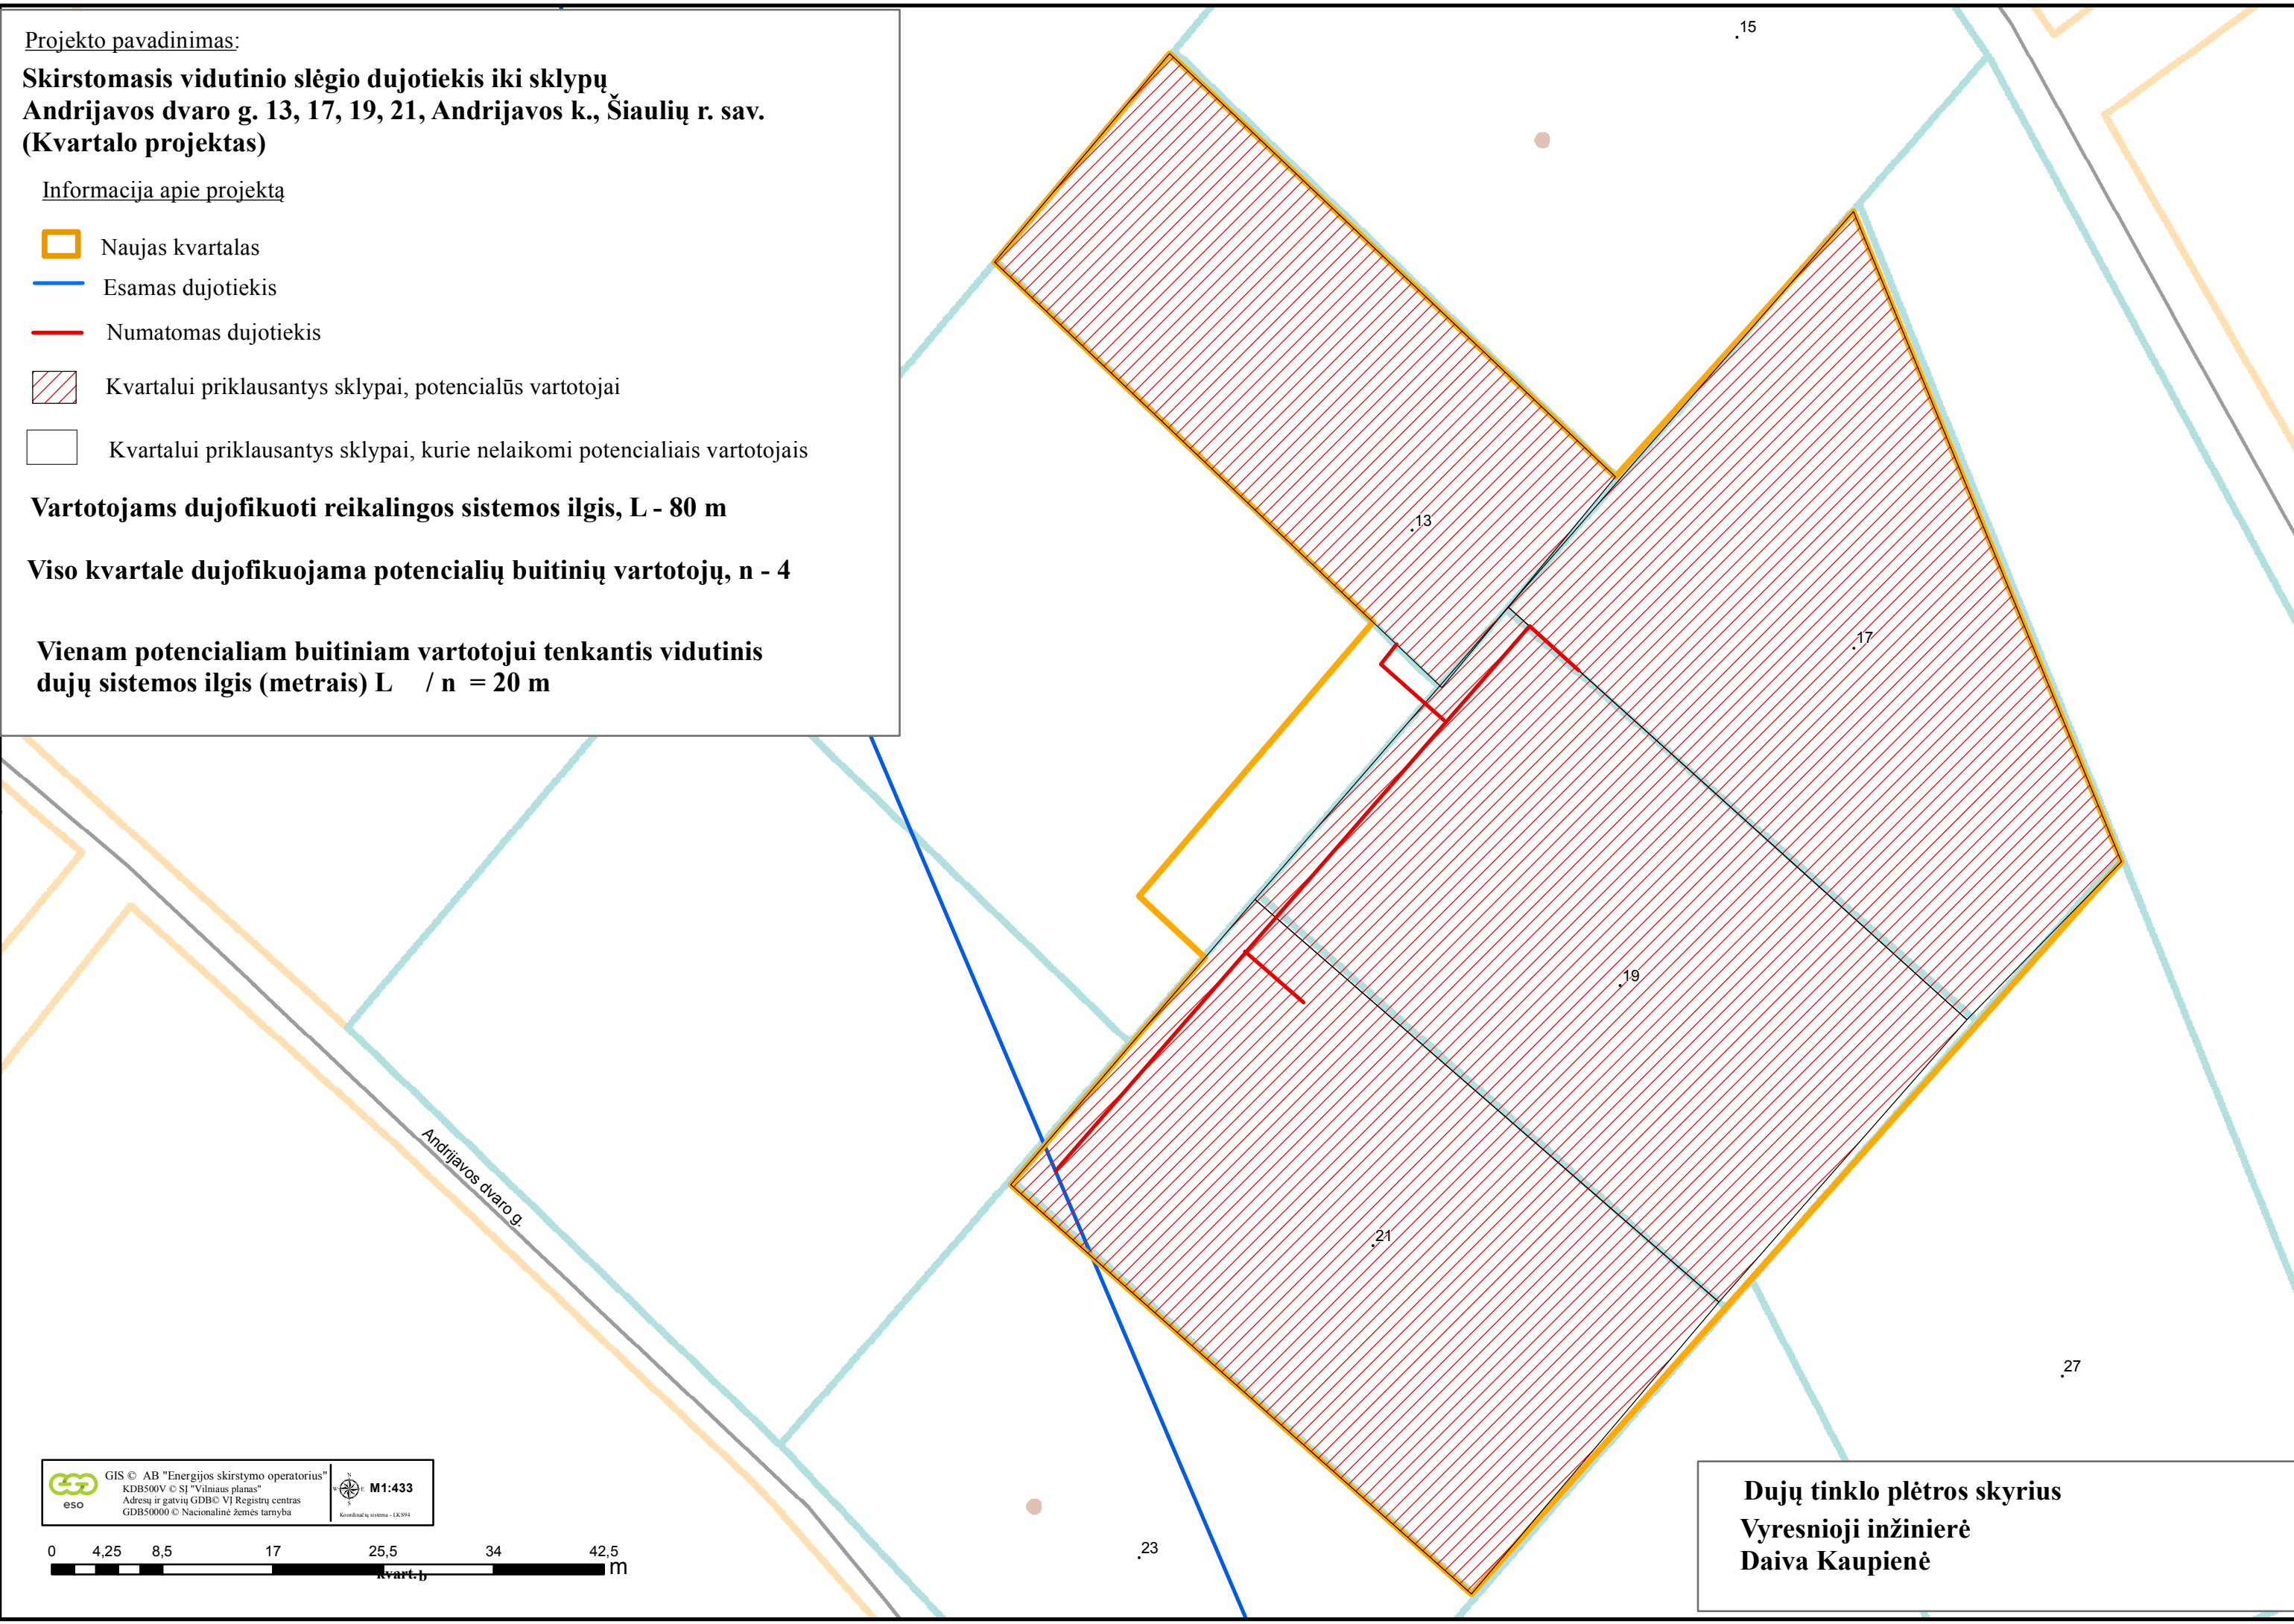 Projekto pavadinimas:
Skirstomasis vidutinio slėgio dujotiekis iki sklypų
Andrijavos dvaro g. 13, 17, 19, 21, Andrijavos k., Šiaulių r. sav.
(Kvartalo projektas)
Informacija apie projektą
Naujas kvartalas
Esamas dujotiekis
Numatomas dujotiekis
Kvartalui priklausantys sklypai, potencialūs vartotojai
Kvartalui priklausantys sklypai, kurie nelaikomi potencialiais vartotojais
Vartotojams dujofikuoti reikalingos sistemos ilgis, L - 80 m
Viso kvartale dujofikuojama potencialių buitinių vartotojų, n - 4
Vienam potencialiam buitiniam vartotojui tenkantis vidutinis
dujų sistemos ilgis (metrais) L / n = 20 m
15
13
17
19
21
27
23
Andrijavos dvaro g.
eso
GIS © AB "Energijos skirstymo operatorius"
KDB500V © SĮ "Vilniaus planas"
Adresų ir gatvių GDB© VĮ Registrų centras
GDB50000 © Nacionalinė žemės tarnyba
N
W E
S
M1:433
Koordinačių sistema - LKS94
0 4,25 8,5 17 25,5 34 42,5
m
kvart.b
Dujų tinklo plėtros skyrius
Vyresnioji inžinierė
Daiva Kaupienė